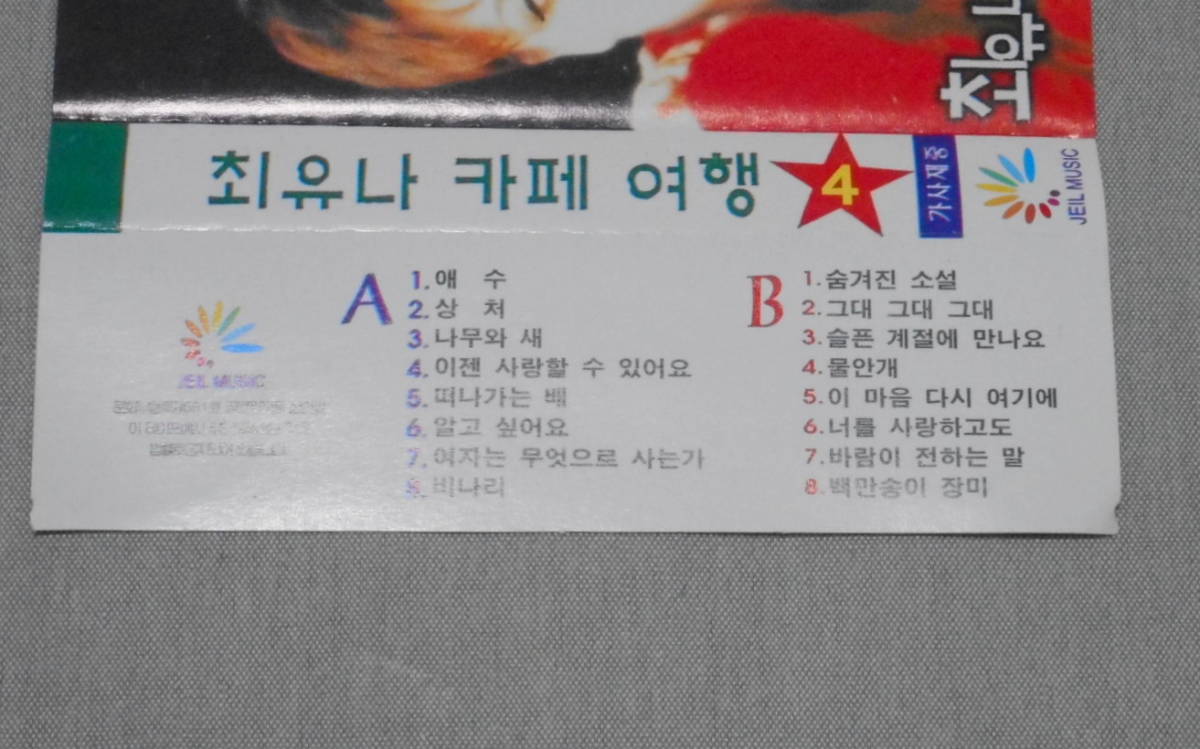 최유나
최유나 카페 여행 4
가사재중
JEIL MUSIC
JEIL MUSIC
A
1. 애 수
2. 상 처
3. 나무와 새
4. 이젠 사랑할 수 있어요
5. 떠나가는 배
6. 알고 싶어요
7. 여자는 무엇으로 사는가
8. 비나리
B
1. 숨겨진 소설
2. 그대 그대 그대
3. 슬픈 계절에 만나요
4. 물안개
5. 이 마음 다시 여기에
6. 너를 사랑하고도
7. 바람이 전하는 말
8. 백만송이 장미